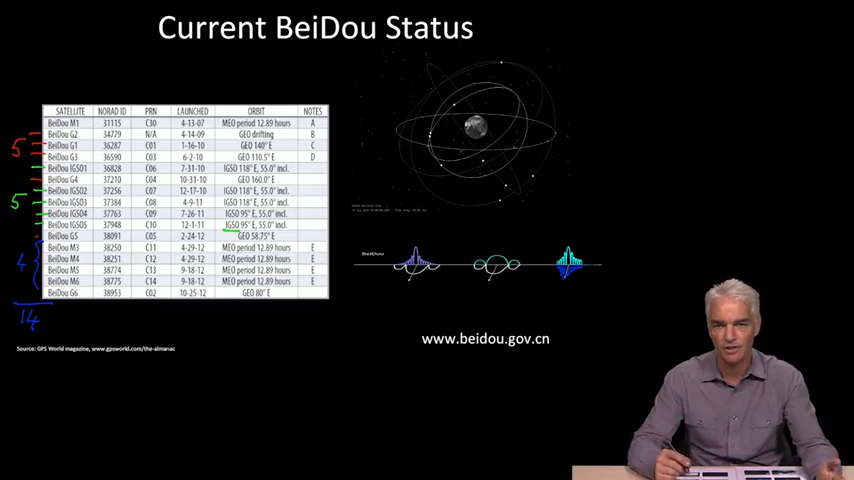 Current BeiDou Status
SATELLITE NORAD ID PRN LAUNCHED ORBIT NOTES
BeiDou M1 31115 C30 4-13-07 MEO period 12.89 hours A
BeiDou G2 34779 N/A 4-14-09 GEO drifting B
BeiDou G1 36287 C01 1-16-10 GEO 140° E C
BeiDou G3 36590 C03 6-2-10 GEO 110.5° E D
BeiDou IGSO1 36828 C06 7-31-10 IGSO 118° E, 55.0° incl.
BeiDou G4 37210 C04 10-31-10 GEO 160.0° E
BeiDou IGSO2 37256 C07 12-17-10 IGSO 118° E, 55.0° incl.
BeiDou IGSO3 37384 C08 4-9-11 IGSO 118° E, 55.0° incl.
BeiDou IGSO4 37763 C09 7-26-11 IGSO 95° E, 55.0° incl.
BeiDou IGSO5 37948 C10 12-1-11 IGSO 95° E, 55.0° incl.
BeiDou G5 38091 C05 2-24-12 GEO 58.75° E
BeiDou M3 38250 C11 4-29-12 MEO period 12.89 hours E
BeiDou M4 38251 C12 4-29-12 MEO period 12.89 hours E
BeiDou M5 38774 C13 9-18-12 MEO period 12.89 hours E
BeiDou M6 38775 C14 9-18-12 MEO period 12.89 hours E
BeiDou G6 38953 C02 10-25-12 GEO 80° E
5
5
4
14
Source: GPS World magazine, www.gpsworld.com/the-almanac
BeiDou
www.beidou.gov.cn